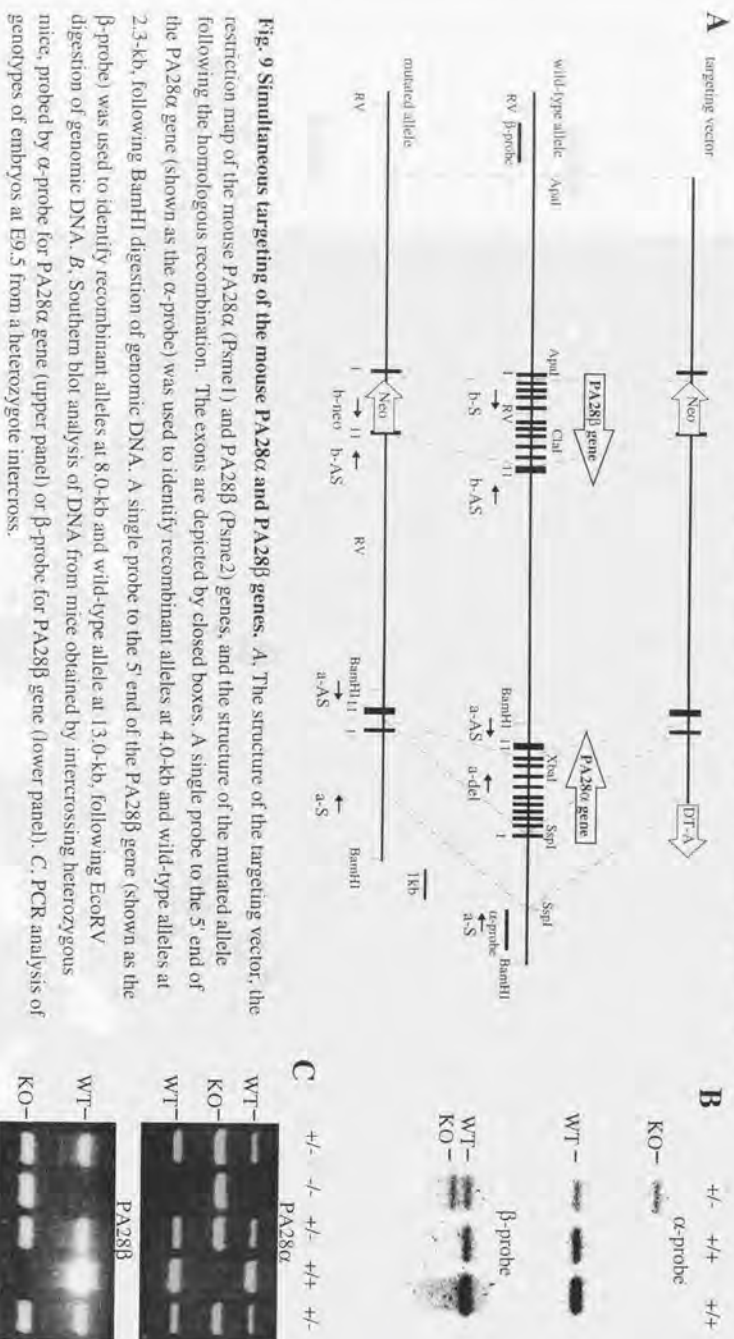 A
targeting vector
Neo
DT-A
PA28β gene
PA28α gene
wild-type allele
RV β-probe
ApaI
ApaI
I
b-S
RV
ClaI
11
b-AS
BamHI
11
a-AS
XbaI
a-del
SspI
I
SspI
α-probe
a-S
BamHI
1kb
mutated allele
RV
I
Neo
b-neo
11
b-AS
RV
BamHI
11
a-AS
I
a-S
BamHI
Fig. 9 Simultaneous targeting of the mouse PA28α and PA28β genes. A, The structure of the targeting vector, the
restriction map of the mouse PA28α (Psme1) and PA28β (Psme2) genes, and the structure of the mutated allele
following the homologous recombination. The exons are depicted by closed boxes. A single probe to the 5' end of
the PA28α gene (shown as the α-probe) was used to identify recombinant alleles at 4.0-kb and wild-type alleles at
2.3-kb, following BamHI digestion of genomic DNA. A single probe to the 5' end of the PA28β gene (shown as the
β-probe) was used to identify recombinant alleles at 8.0-kb and wild-type allele at 13.0-kb, following EcoRV
digestion of genomic DNA. B, Southern blot analysis of DNA from mice obtained by intercrossing heterozygous
mice, probed by α-probe for PA28α gene (upper panel) or β-probe for PA28β gene (lower panel). C. PCR analysis of
genotypes of embryos at E9.5 from a heterozygote intercross.
B
+/- +/+ +/+
α-probe
KO–
WT–
β-probe
WT–
KO–
C
+/- -/- +/- +/+ +/-
PA28α
WT–
KO–
WT–
PA28β
WT–
KO–